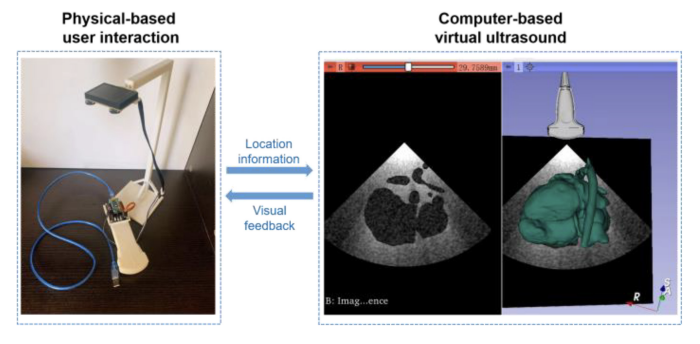 Physical-based
user interaction
Computer-based
virtual ultrasound
R
29.7589mm
1
Location
information
Visual
feedback
B: Imag...ence
R
S